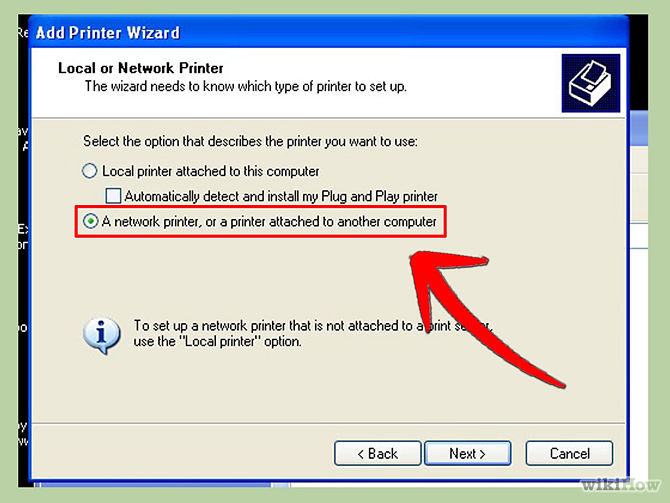 Add Printer Wizard
Local or Network Printer
The wizard needs to know which type of printer to set up.
Select the option that describes the printer you want to use:
Local printer attached to this computer
Automatically detect and install my Plug and Play printer
A network printer, or a printer attached to another computer
To set up a network printer that is not attached to a print
use the "Local printer" option.
< Back
Next >
Cancel
wikiHow